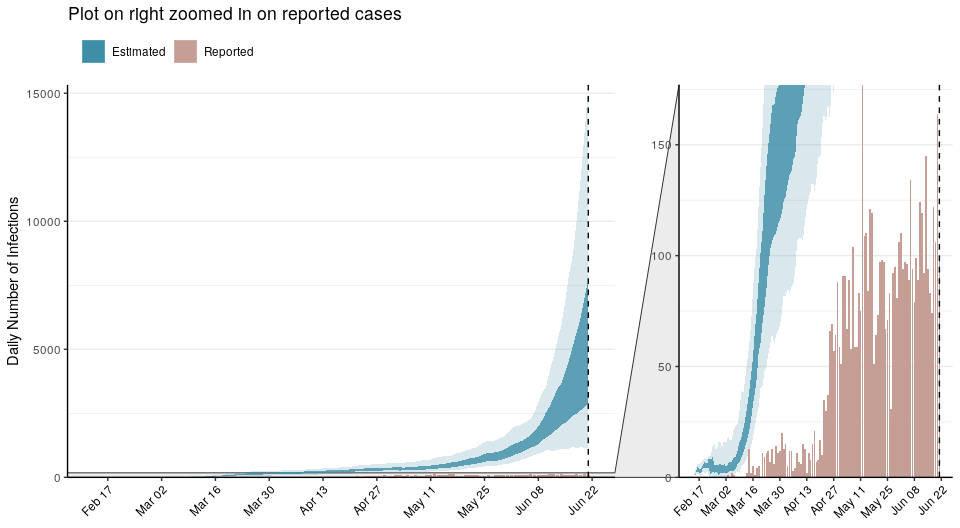 Plot on right zoomed in on reported cases
Estimated Reported
Daily Number of Infections
15000
10000
5000
0
Feb 17 Mar 02 Mar 16 Mar 30 Apr 13 Apr 27 May 11 May 25 Jun 08 Jun 22
150
100
50
0
Feb 17 Mar 02 Mar 16 Mar 30 Apr 13 Apr 27 May 11 May 25 Jun 08 Jun 22